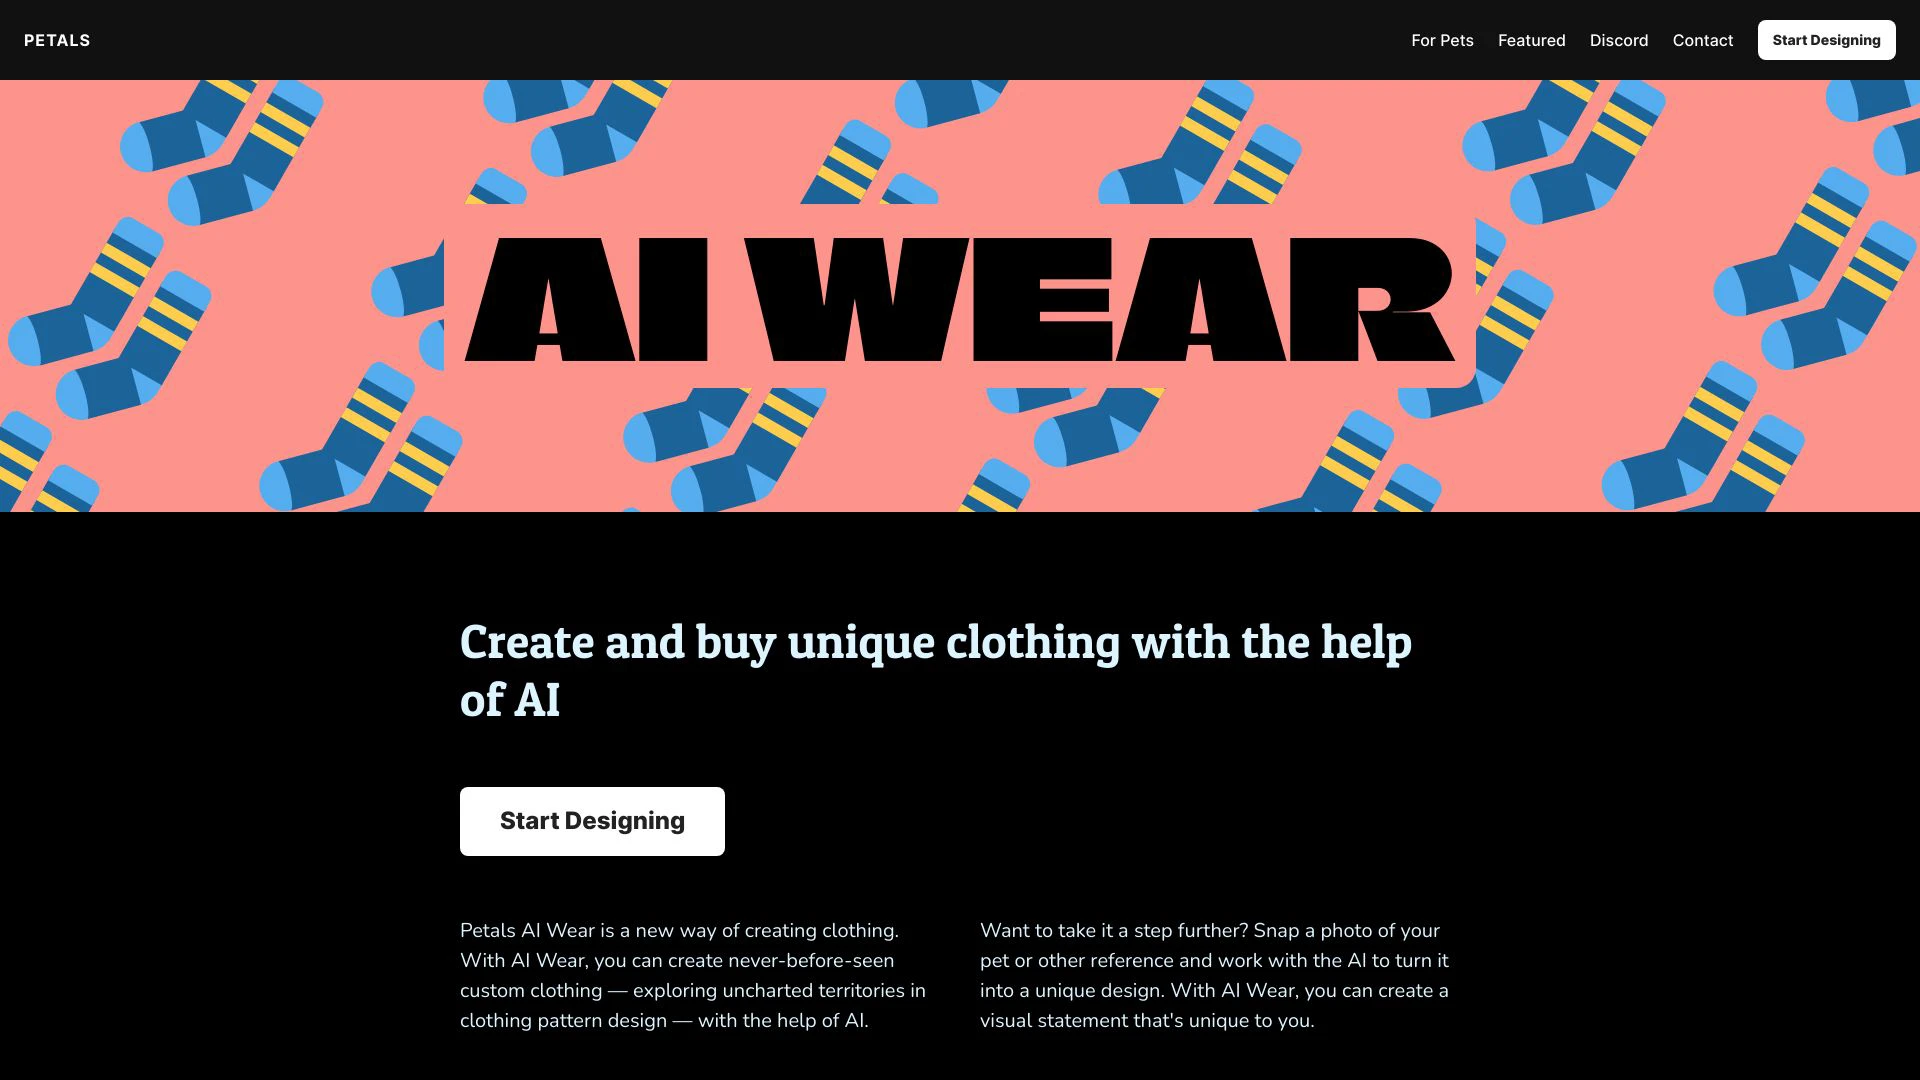 PETALS
For Pets
Featured
Discord
Contact
Start Designing
AI WEAR
Create and buy unique clothing with the help
of AI
Start Designing
Petals AI Wear is a new way of creating clothing.
With AI Wear, you can create never-before-seen
custom clothing — exploring uncharted territories in
clothing pattern design — with the help of AI.
Want to take it a step further? Snap a photo of your
pet or other reference and work with the AI to turn it
into a unique design. With AI Wear, you can create a
visual statement that's unique to you.